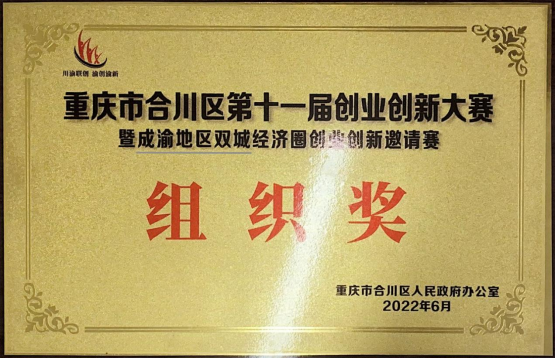 川渝联创 渝创渝新
重庆市合川区第十一届创业创新大赛
暨成渝地区双城经济圈创业创新邀请赛
组织奖
重庆市合川区人民政府办公室
2022年6月